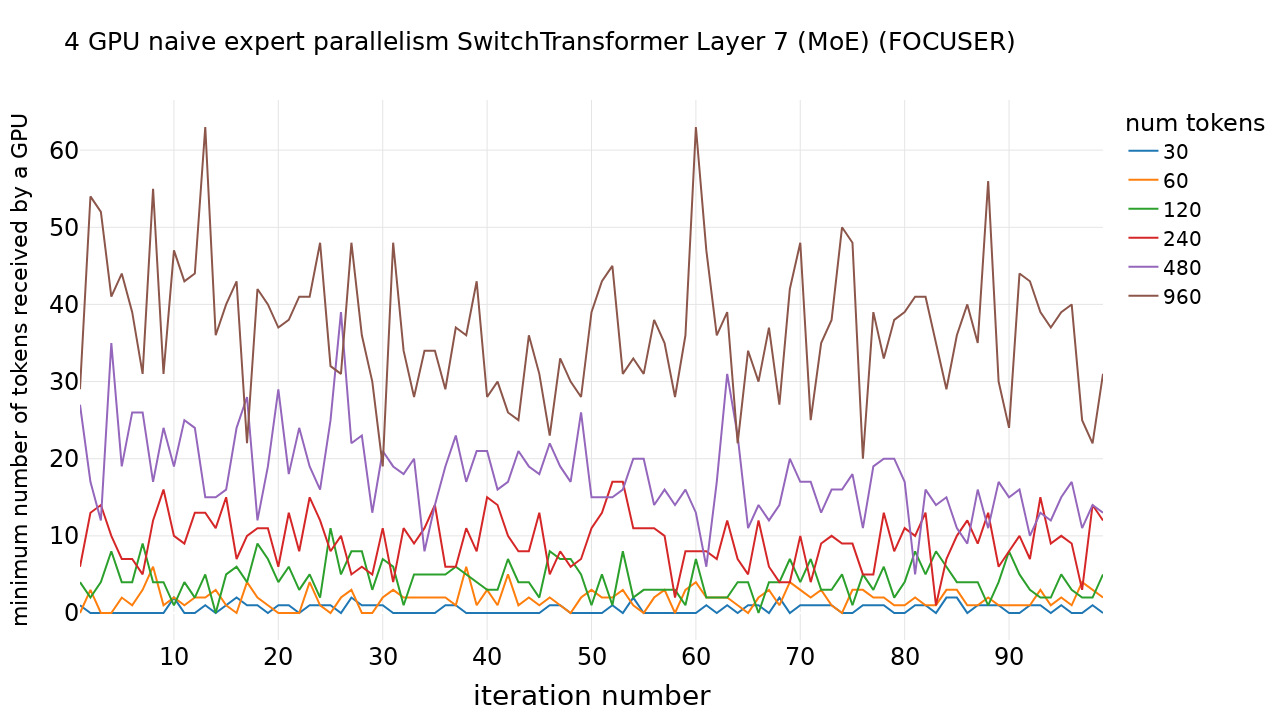 4 GPU naive expert parallelism SwitchTransformer Layer 7 (MoE) (FOCUSER)
minimum number of tokens received by a GPU
60
50
40
30
20
10
0
10 20 30 40 50 60 70 80 90
iteration number
num tokens
30
60
120
240
480
960